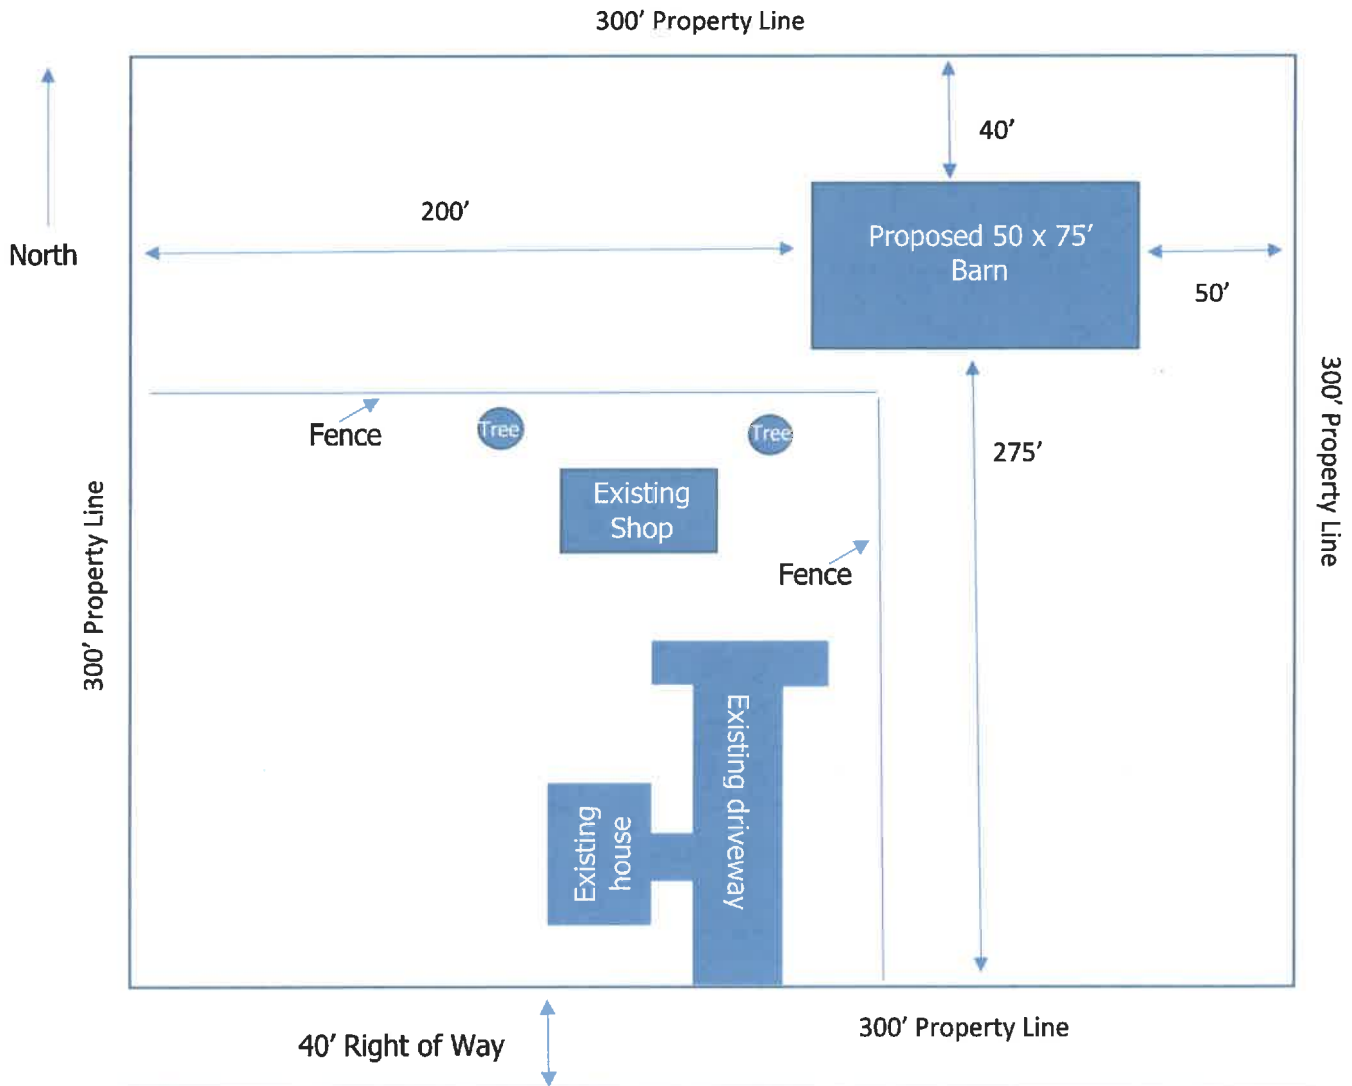 300’ Property Line
40’
200’
North
Proposed 50 x 75’
Barn
50’
300’ Property Line
Fence
Tree
Tree
275’
Existing
Shop
Fence
300’ Property Line
Existing driveway
Existing
house
300’ Property Line
40’ Right of Way